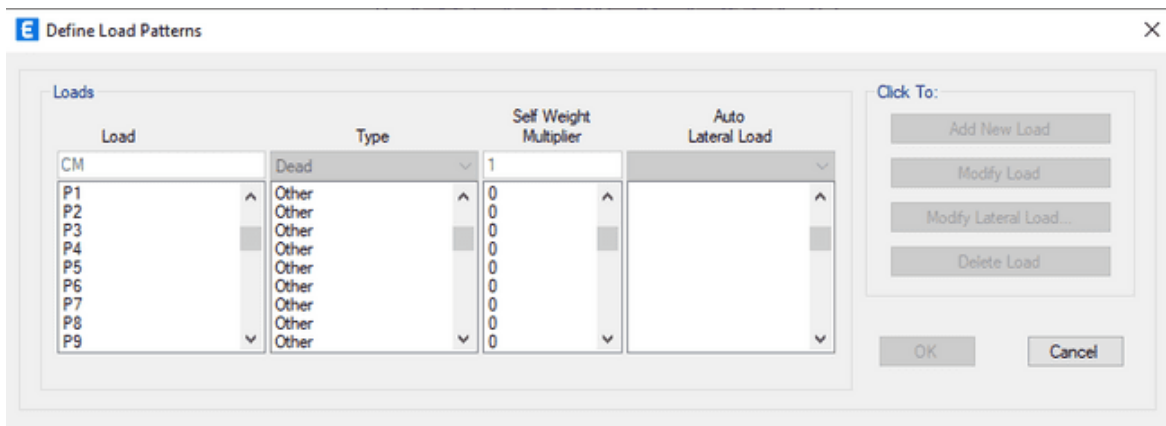 E Define Load Patterns
Loads
Click To:
Load Type Self Weight Multiplier Auto Lateral Load
CM Dead 1
P1 Other 0
P2 Other 0
P3 Other 0
P4 Other 0
P5 Other 0
P6 Other 0
P7 Other 0
P8 Other 0
P9 Other 0
Add New Load
Modify Load
Modify Lateral Load...
Delete Load
OK Cancel